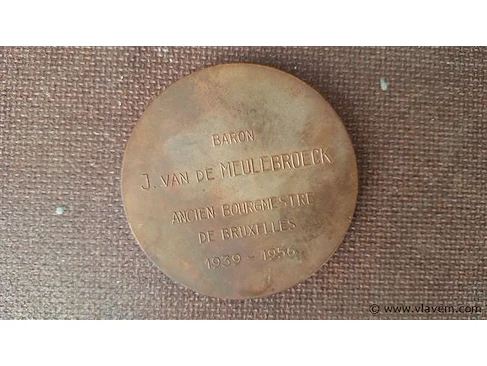 BARON
J. VAN DE MEULEBROECK
ANCIEN BOURGMESTRE
DE BRUXELLES
1939 - 1956
© www.vlavem.com